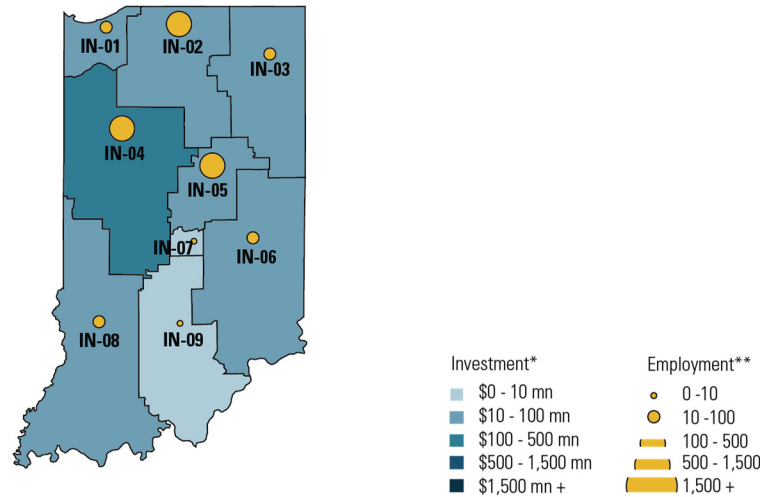 IN-01
IN-02
IN-03
IN-04
IN-05
IN-07
IN-06
IN-08
IN-09
Investment*
$0 - 10 mn
$10 - 100 mn
$100 - 500 mn
$500 - 1,500 mn
$1,500 mn +
Employment**
0 -10
10 -100
100 - 500
500 - 1,500
1,500 +